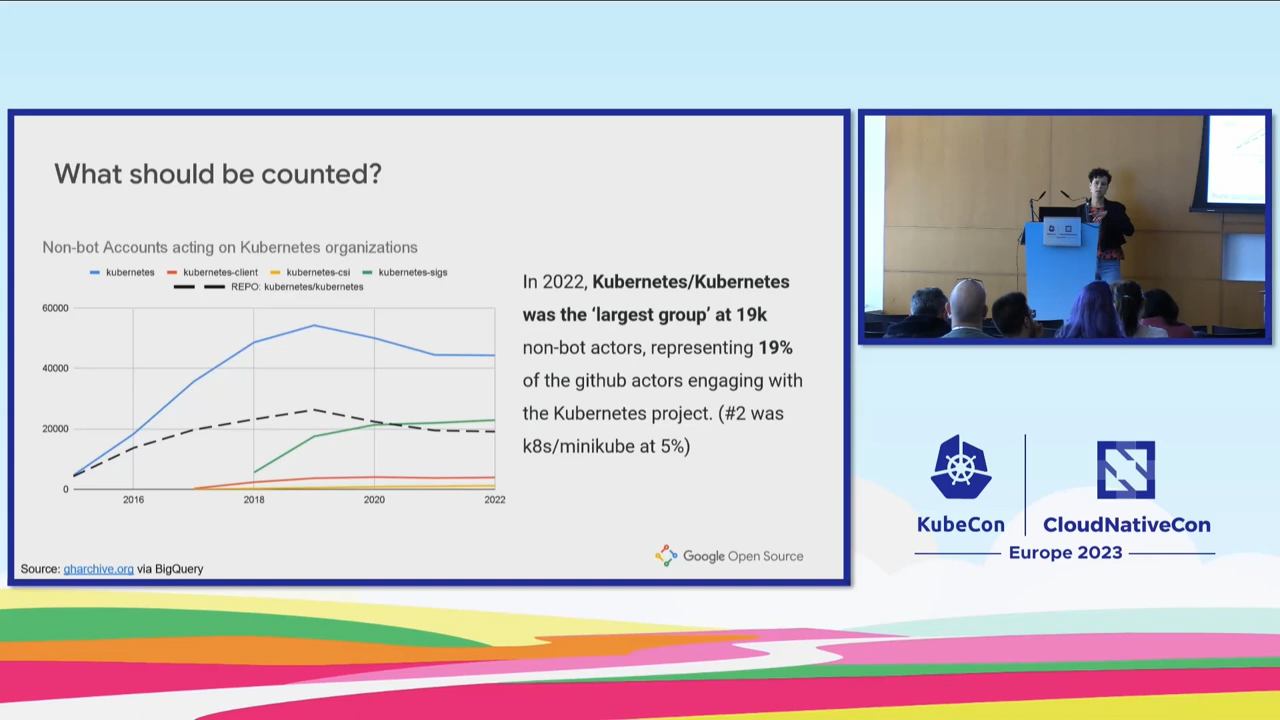 What should be counted?
Non-bot Accounts acting on Kubernetes organizations
kubernetes kubernetes-client kubernetes-csi kubernetes-sigs
REPO: kubernetes/kubernetes
60000
40000
20000
0
2016 2018 2020 2022
In 2022, Kubernetes/Kubernetes
was the ‘largest group’ at 19k
non-bot actors, representing 19%
of the github actors engaging with
the Kubernetes project. (#2 was
k8s/minikube at 5%)
Google Open Source
Source: gharchive.org via BigQuery
KubeCon CloudNativeCon
Europe 2023